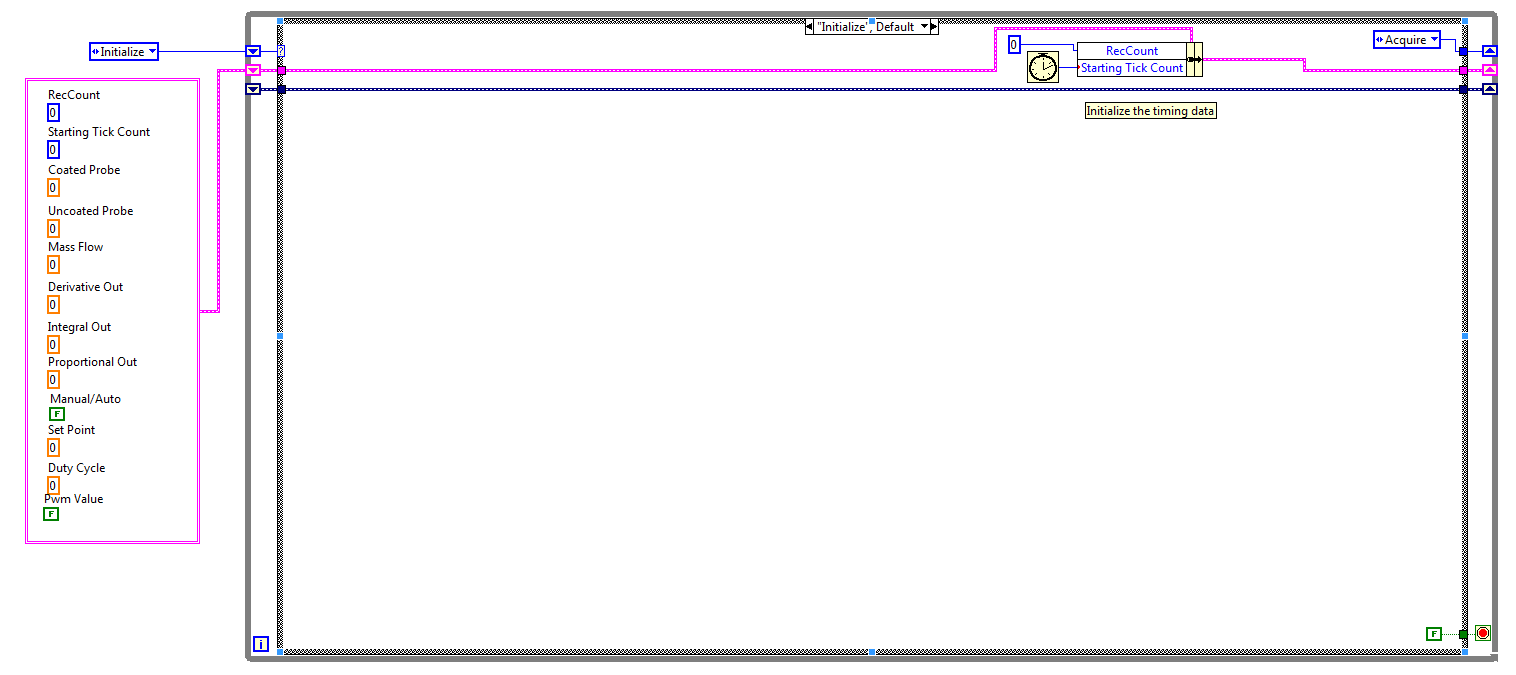 "Initialize", Default
Initialize
0
RecCount
Starting Tick Count
Acquire
?
Initialize the timing data
RecCount
0
Starting Tick Count
0
Coated Probe
0
Uncoated Probe
0
Mass Flow
0
Derivative Out
0
Integral Out
0
Proportional Out
0
Manual/Auto
F
Set Point
0
Duty Cycle
0
Pwm Value
F
i
F